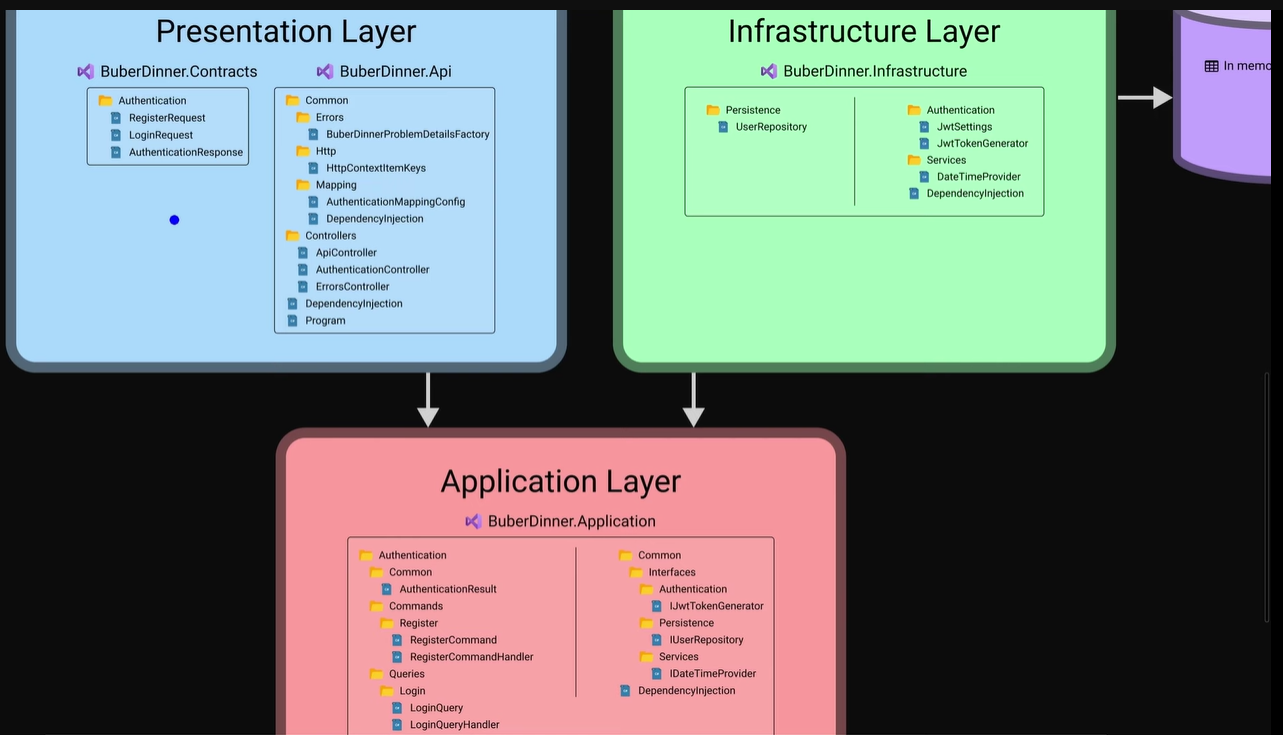 Presentation Layer
BuberDinner.Contracts
Authentication
RegisterRequest
LoginRequest
AuthenticationResponse
BuberDinner.Api
Common
Errors
BuberDinnerProblemDetailsFactory
Http
HttpContextItemKeys
Mapping
AuthenticationMappingConfig
DependencyInjection
Controllers
ApiController
AuthenticationController
ErrorsController
DependencyInjection
Program
Infrastructure Layer
BuberDinner.Infrastructure
Persistence
UserRepository
Authentication
JwtSettings
JwtTokenGenerator
Services
DateTimeProvider
DependencyInjection
In memo
Application Layer
BuberDinner.Application
Authentication
Common
AuthenticationResult
Commands
Register
RegisterCommand
RegisterCommandHandler
Queries
Login
LoginQuery
LoginQueryHandler
Common
Interfaces
Authentication
IJwtTokenGenerator
Persistence
IUserRepository
Services
IDateTimeProvider
DependencyInjection